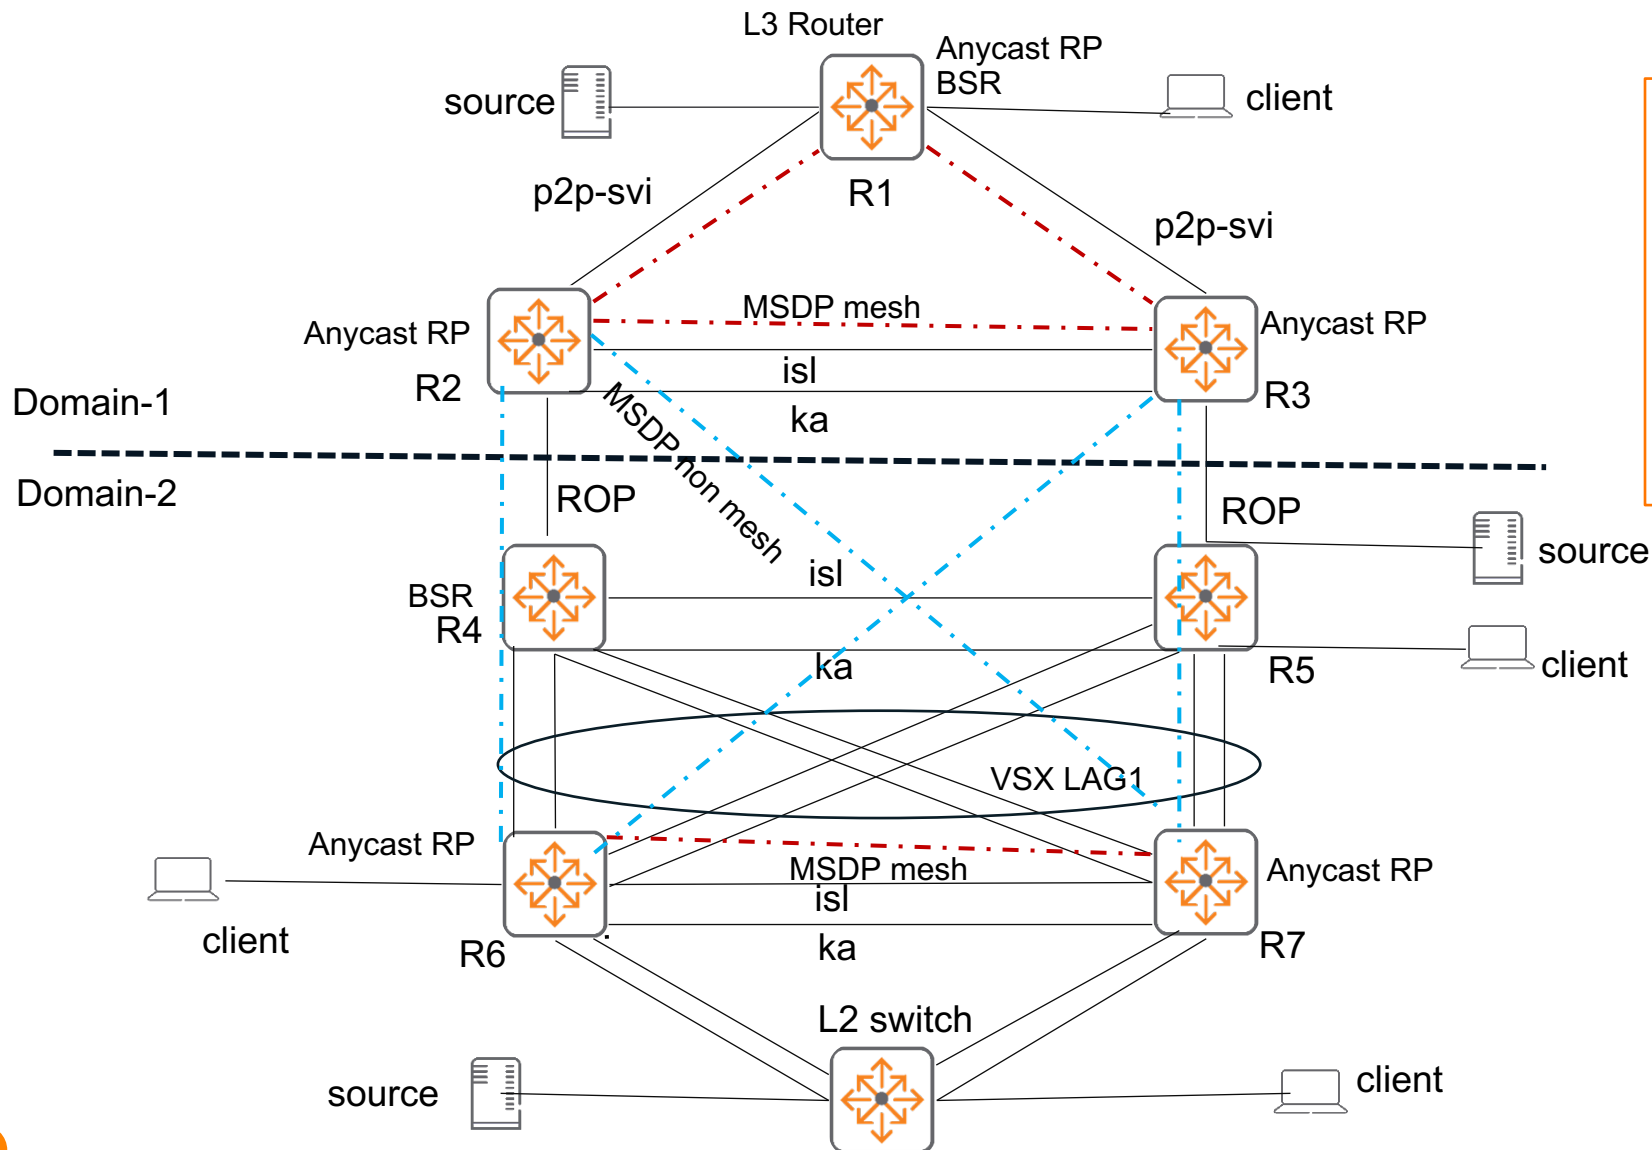 L3 Router
Anycast RP
BSR
source
client
p2p-svi
R1
p2p-svi
MSDP mesh
Anycast RP
Anycast RP
isl
R2
R3
Domain-1
ka
MSDP non mesh
Domain-2
ROP
ROP
source
isl
BSR
R4
ka
R5
client
VSX LAG1
Anycast RP
MSDP mesh
Anycast RP
isl
client
R6
ka
R7
L2 switch
source
client